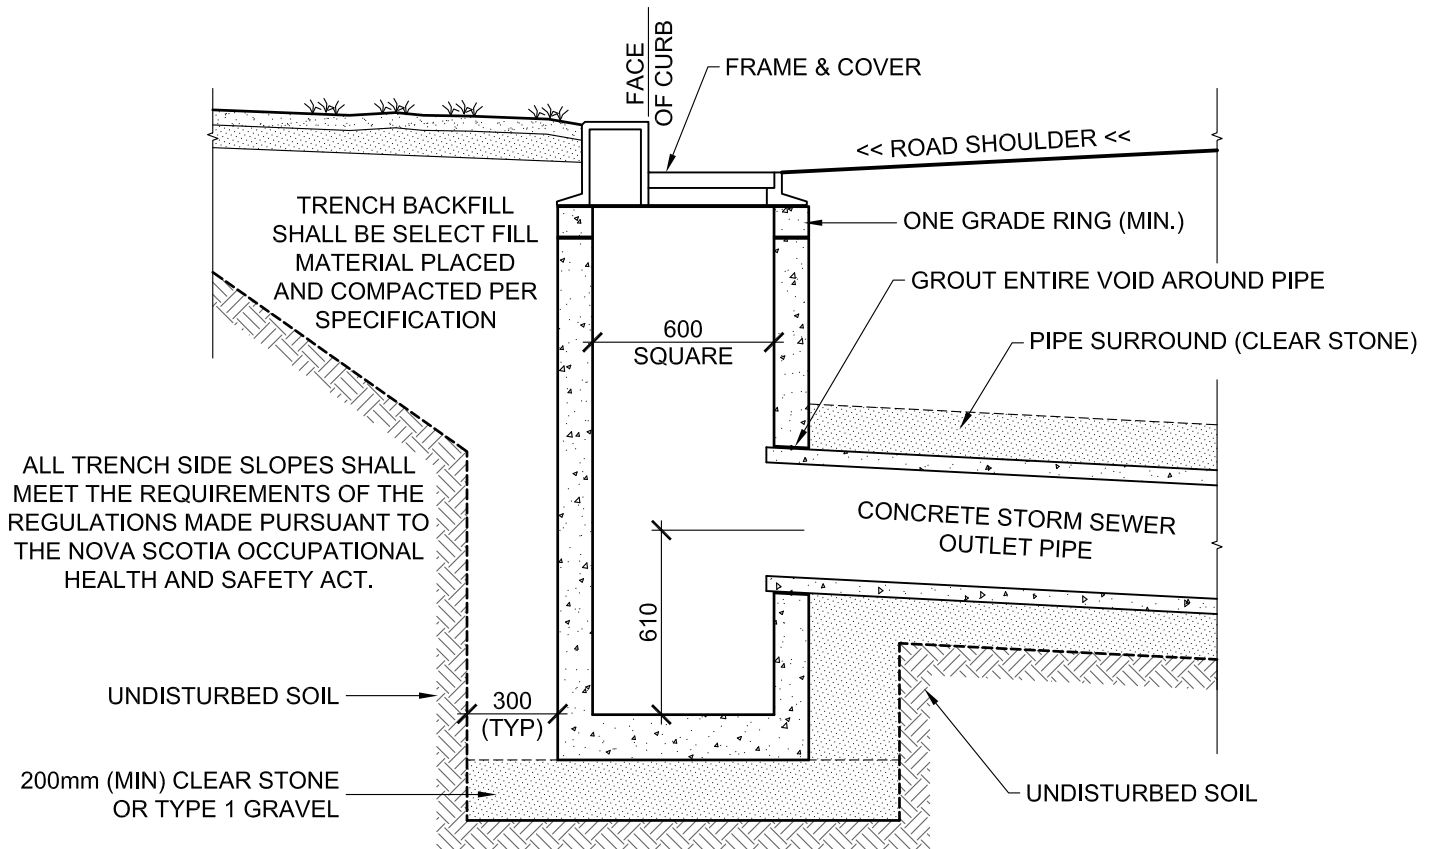 FACE
OF CURB
FRAME & COVER
<< ROAD SHOULDER <<
TRENCH BACKFILL
SHALL BE SELECT FILL
MATERIAL PLACED
AND COMPACTED PER
SPECIFICATION
ONE GRADE RING (MIN.)
GROUT ENTIRE VOID AROUND PIPE
600
SQUARE
PIPE SURROUND (CLEAR STONE)
ALL TRENCH SIDE SLOPES SHALL
MEET THE REQUIREMENTS OF THE
REGULATIONS MADE PURSUANT TO
THE NOVA SCOTIA OCCUPATIONAL
HEALTH AND SAFETY ACT.
CONCRETE STORM SEWER
OUTLET PIPE
610
UNDISTURBED SOIL
300
(TYP)
200mm (MIN) CLEAR STONE
OR TYPE 1 GRAVEL
UNDISTURBED SOIL